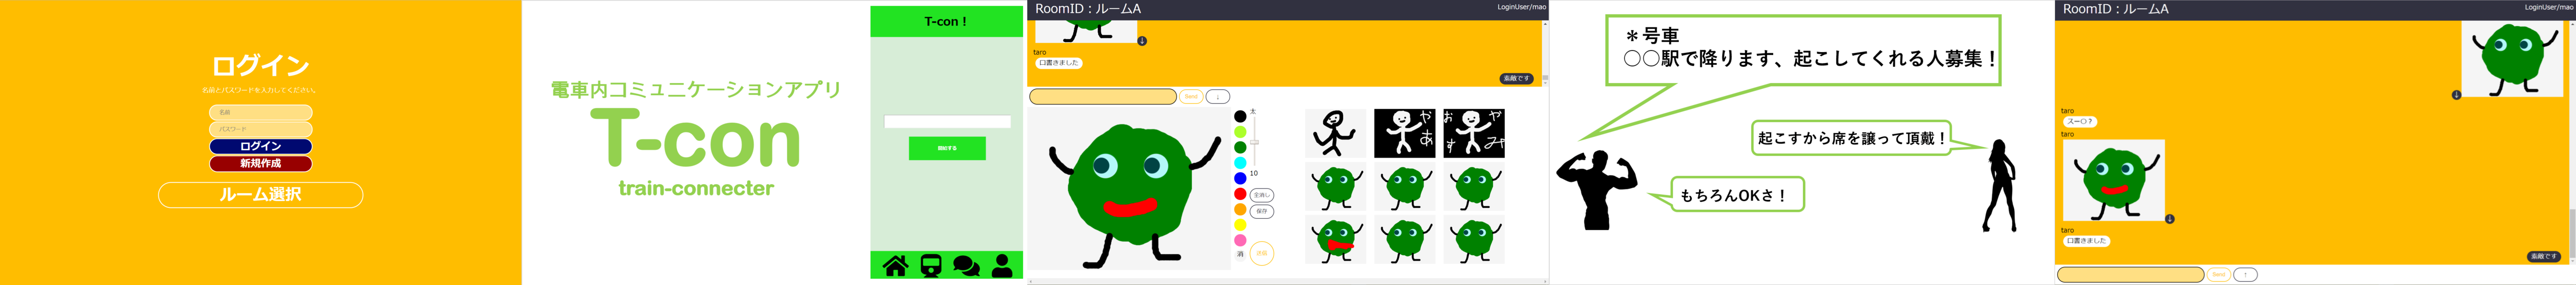 ログイン
名前とパスワードを入力してください。
名前
パスワード
ログイン
新規作成
ルーム選択
電車内コミュニケーションアプリ
T-con
train-connecter
T-con！
開始する
RoomID：ルームA
LoginUser/mao
taro
口書きました
素敵です
Send
↓
太
10
全消し
保存
消
送信
やあ
おやすみ
＊号車
○○駅で降ります、起こしてくれる人募集！
起こすから席を譲って頂戴！
もちろんOKさ！
RoomID：ルームA
LoginUser/mao
taro
スー○？
taro
taro
口書きました
素敵です
Send
↑